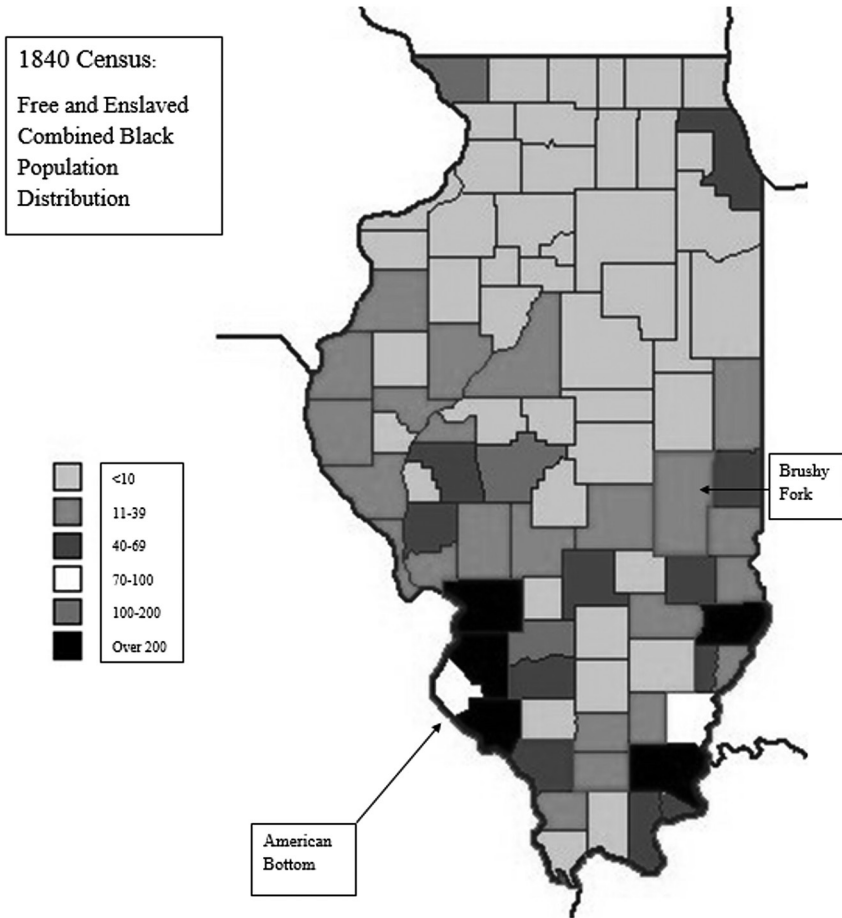 1840 Census:
Free and Enslaved
Combined Black
Population
Distribution
<10
11-39
40-69
70-100
100-200
Over 200
Brushy
Fork
American
Bottom